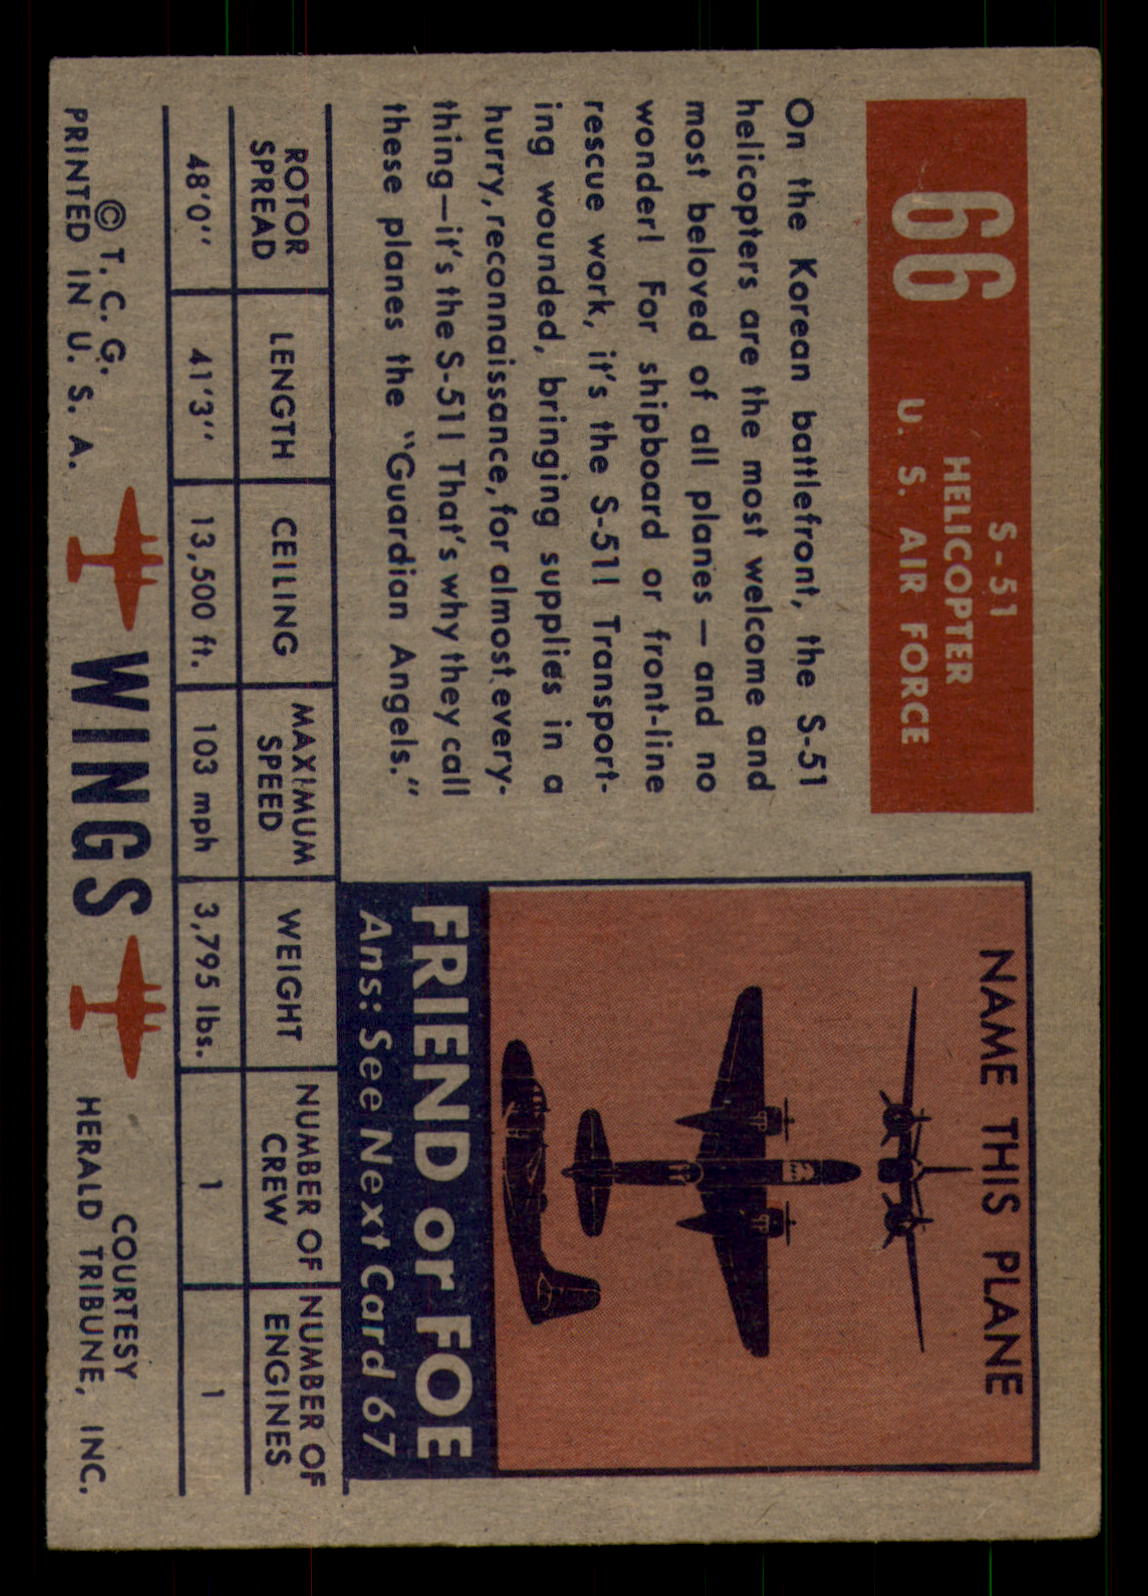 66
S-51
HELICOPTER
U. S. AIR FORCE
On the Korean battlefront, the S-51
helicopters are the most welcome and
most beloved of all planes — and no
wonder! For shipboard or front-line
rescue work, it's the S-51! Transport-
ing wounded, bringing supplies in a
hurry, reconnaissance, for almost every-
thing—it's the S-51! That's why they call
these planes the "Guardian Angels."
NAME THIS PLANE
FRIEND or FOE
Ans: See Next Card 67
ROTOR SPREAD LENGTH CEILING MAXIMUM SPEED WEIGHT NUMBER OF CREW NUMBER OF ENGINES
48'0" 41'3" 13,500 ft. 103 mph 3,795 lbs. 1 1
© T. C. G.
PRINTED IN U. S. A.
WINGS
COURTESY
HERALD TRIBUNE, INC.